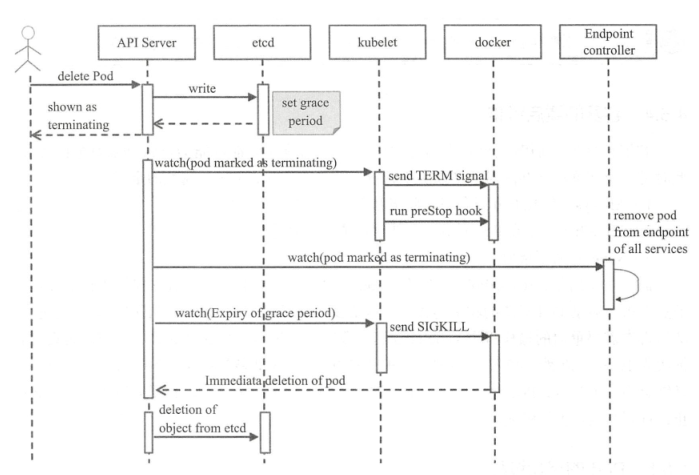 API Server
etcd
kubelet
docker
Endpoint
controller
delete Pod
write
set grace
period
shown as
terminating
watch(pod marked as terminating)
send TERM signal
run preStop hook
remove pod
from endpoint
of all services
watch(pod marked as terminating)
watch(Expiry of grace period)
send SIGKILL
Immediata deletion of pod
deletion of
object from etcd